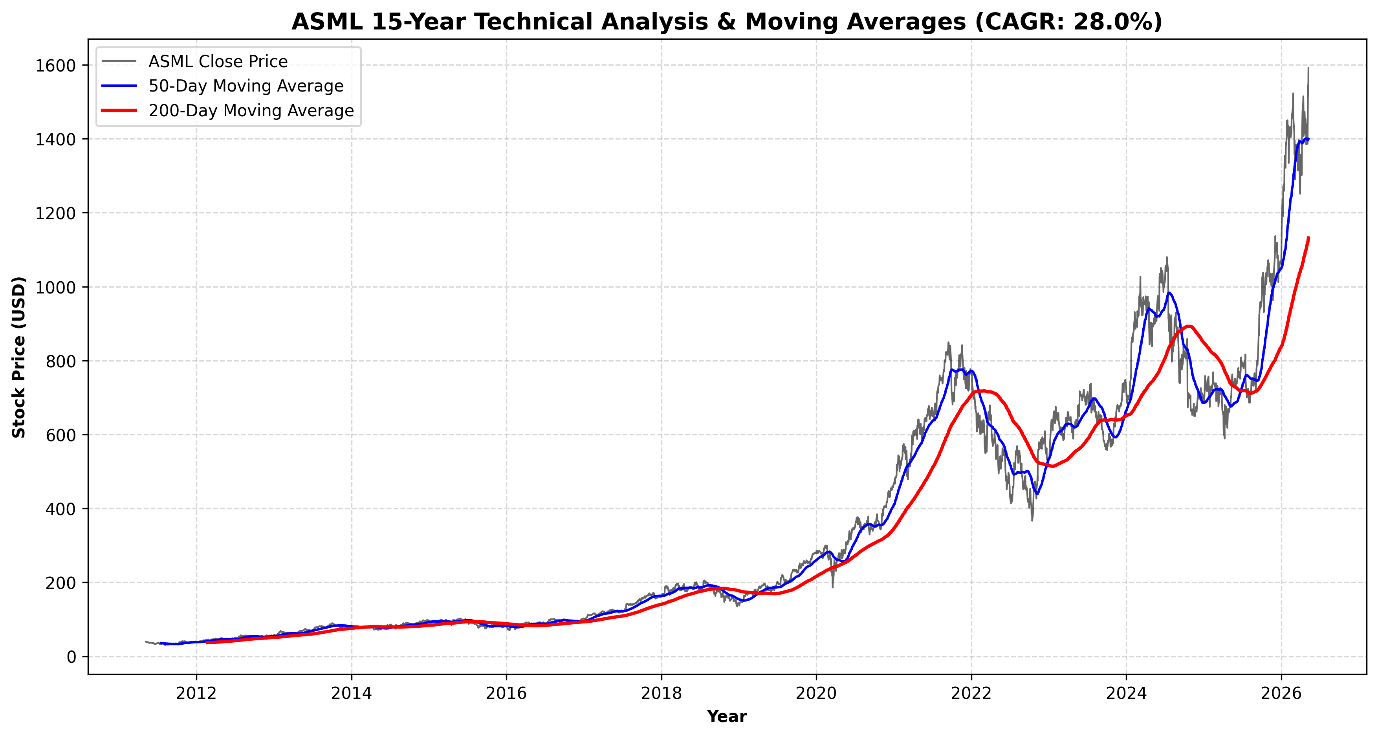 ASML 15-Year Technical Analysis & Moving Averages (CAGR: 28.0%)
ASML Close Price
50-Day Moving Average
200-Day Moving Average
Stock Price (USD)
1600
1400
1200
1000
800
600
400
200
0
2012 2014 2016 2018 2020 2022 2024 2026
Year